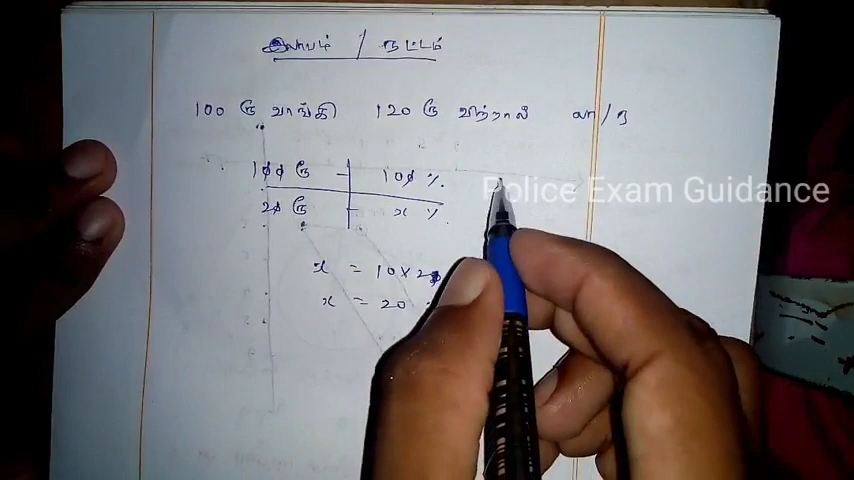 இலாபம் / நட்டம்
100 ரூ வாங்கி 120 ரூ விற்றால் லா/ந
100 ரூ - 100 %
20 ரூ - x %
x = 10 x 2
x = 20
Police Exam Guidance